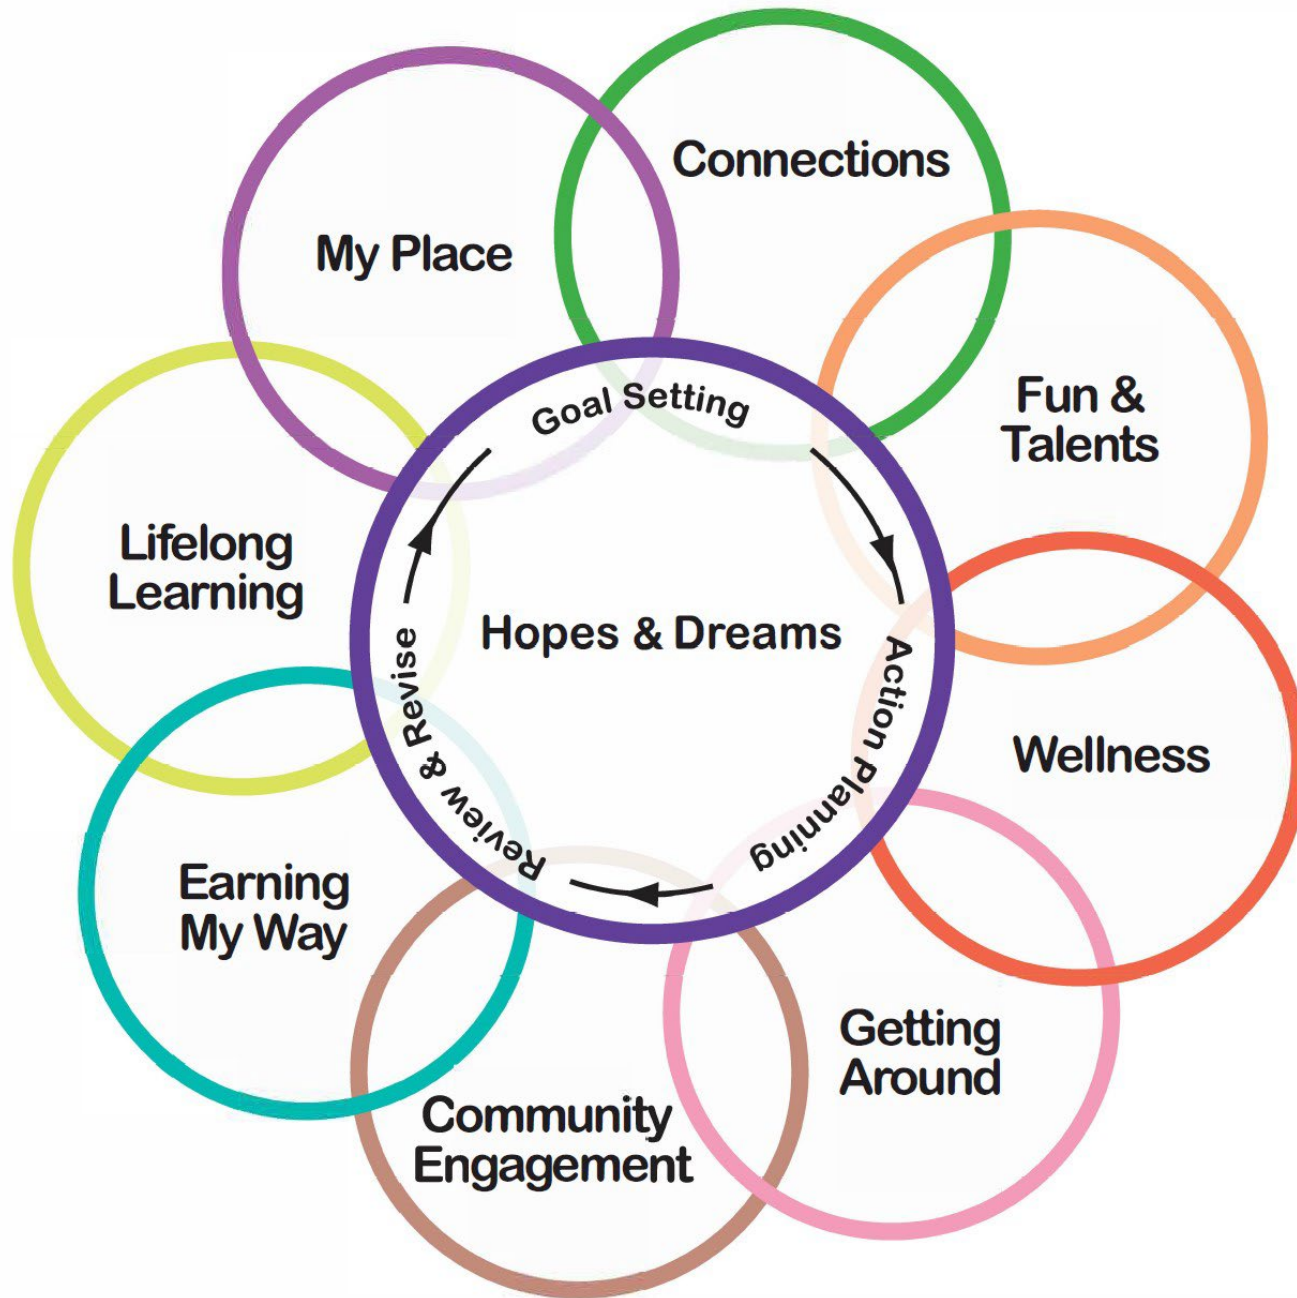 Connections
My Place
Fun &
Talents
Goal Setting
Lifelong
Learning
Hopes & Dreams
Action Planning
Review & Revise
Wellness
Earning
My Way
Getting
Around
Community
Engagement